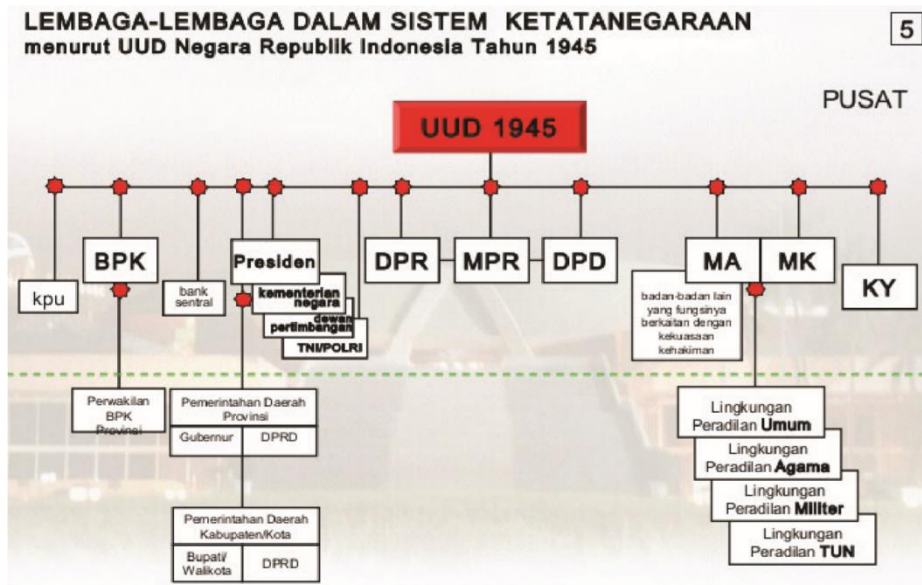 LEMBAGA-LEMBAGA DALAM SISTEM KETATANEGARAAN
menurut UUD Negara Republik Indonesia Tahun 1945
5
PUSAT
UUD 1945
kpu
BPK
bank
sentral
Presiden
kementerian
negara
dewan
pertimbangan
TNI/POLRI
DPR
MPR
DPD
MA
MK
KY
badan-badan lain
yang fungsinya
berkaitan dengan
kekuasaan
kehakiman
Perwakilan
BPK
Provinsi
Pemerintahan Daerah
Provinsi
Gubernur
DPRD
Pemerintahan Daerah
Kabupaten/Kota
Bupati/
Walikota
DPRD
Lingkungan
Peradilan Umum
Lingkungan
Peradilan Agama
Lingkungan
Peradilan Militer
Lingkungan
Peradilan TUN